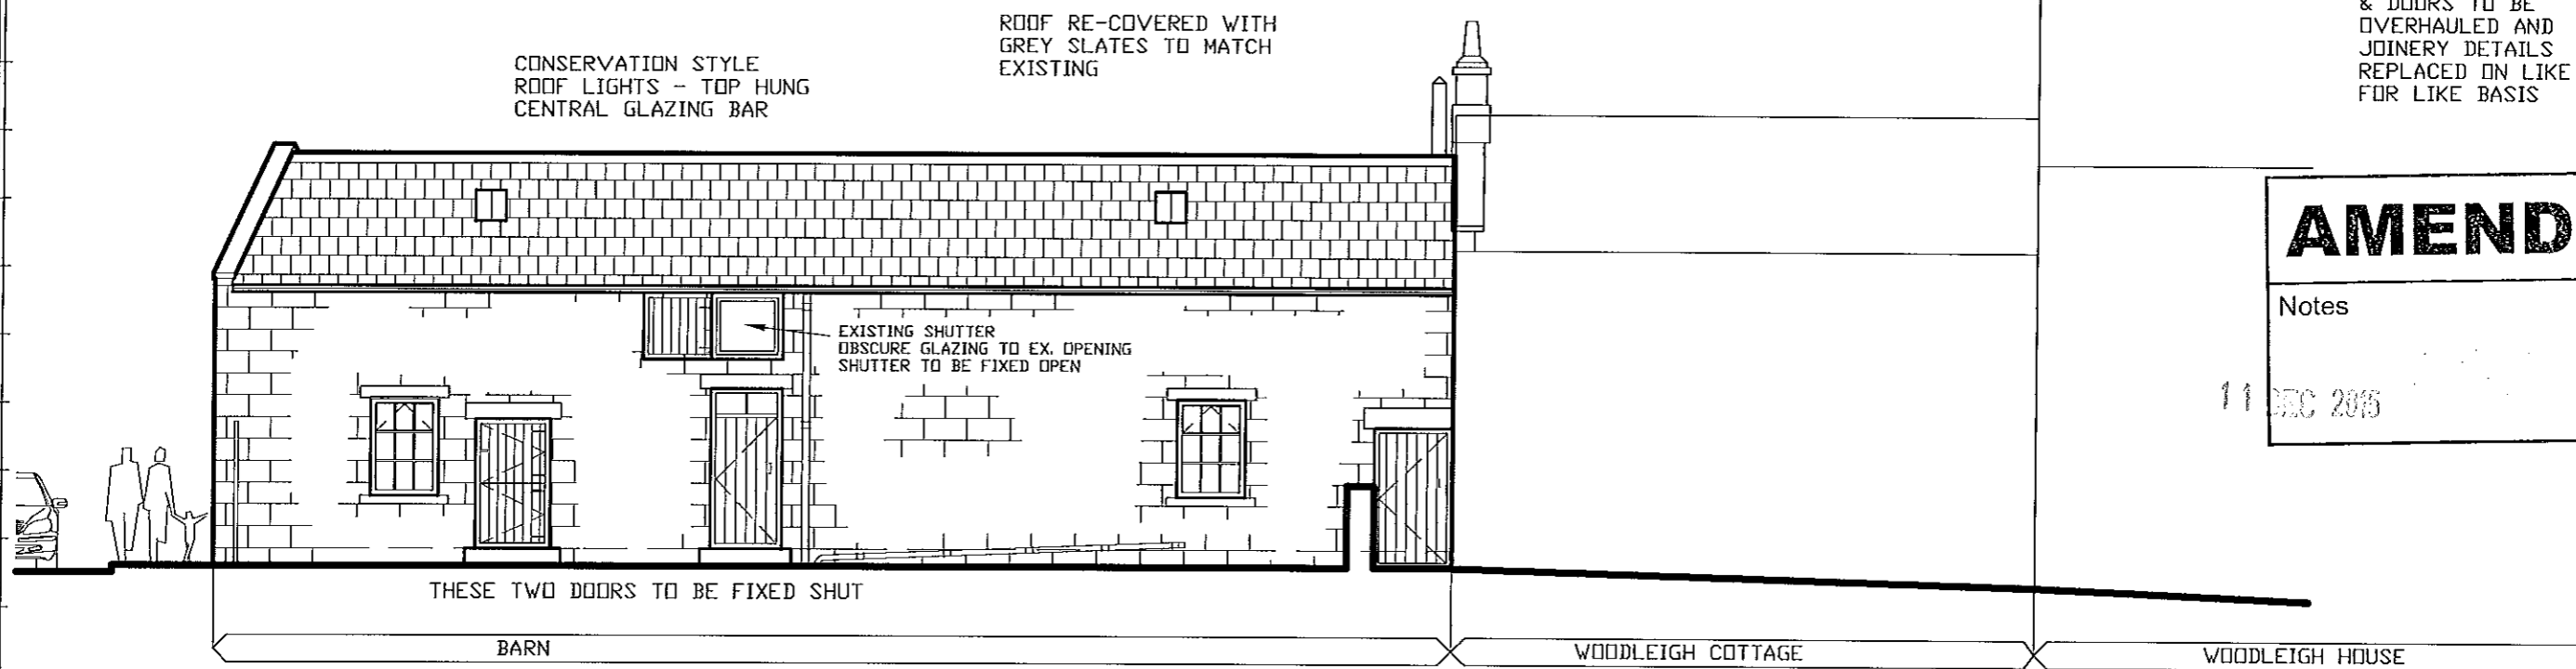 CONSERVATION STYLE
ROOF LIGHTS - TOP HUNG
CENTRAL GLAZING BAR
ROOF RE-COVERED WITH
GREY SLATES TO MATCH
EXISTING
& DOORS TO BE
OVERHAULED AND
JOINERY DETAILS
REPLACED ON LIKE
FOR LIKE BASIS
AMEND
Notes
11 DEC 2015
EXISTING SHUTTER
OBSCURE GLAZING TO EX. OPENING
SHUTTER TO BE FIXED OPEN
THESE TWO DOORS TO BE FIXED SHUT
BARN
WOODLEIGH COTTAGE
WOODLEIGH HOUSE